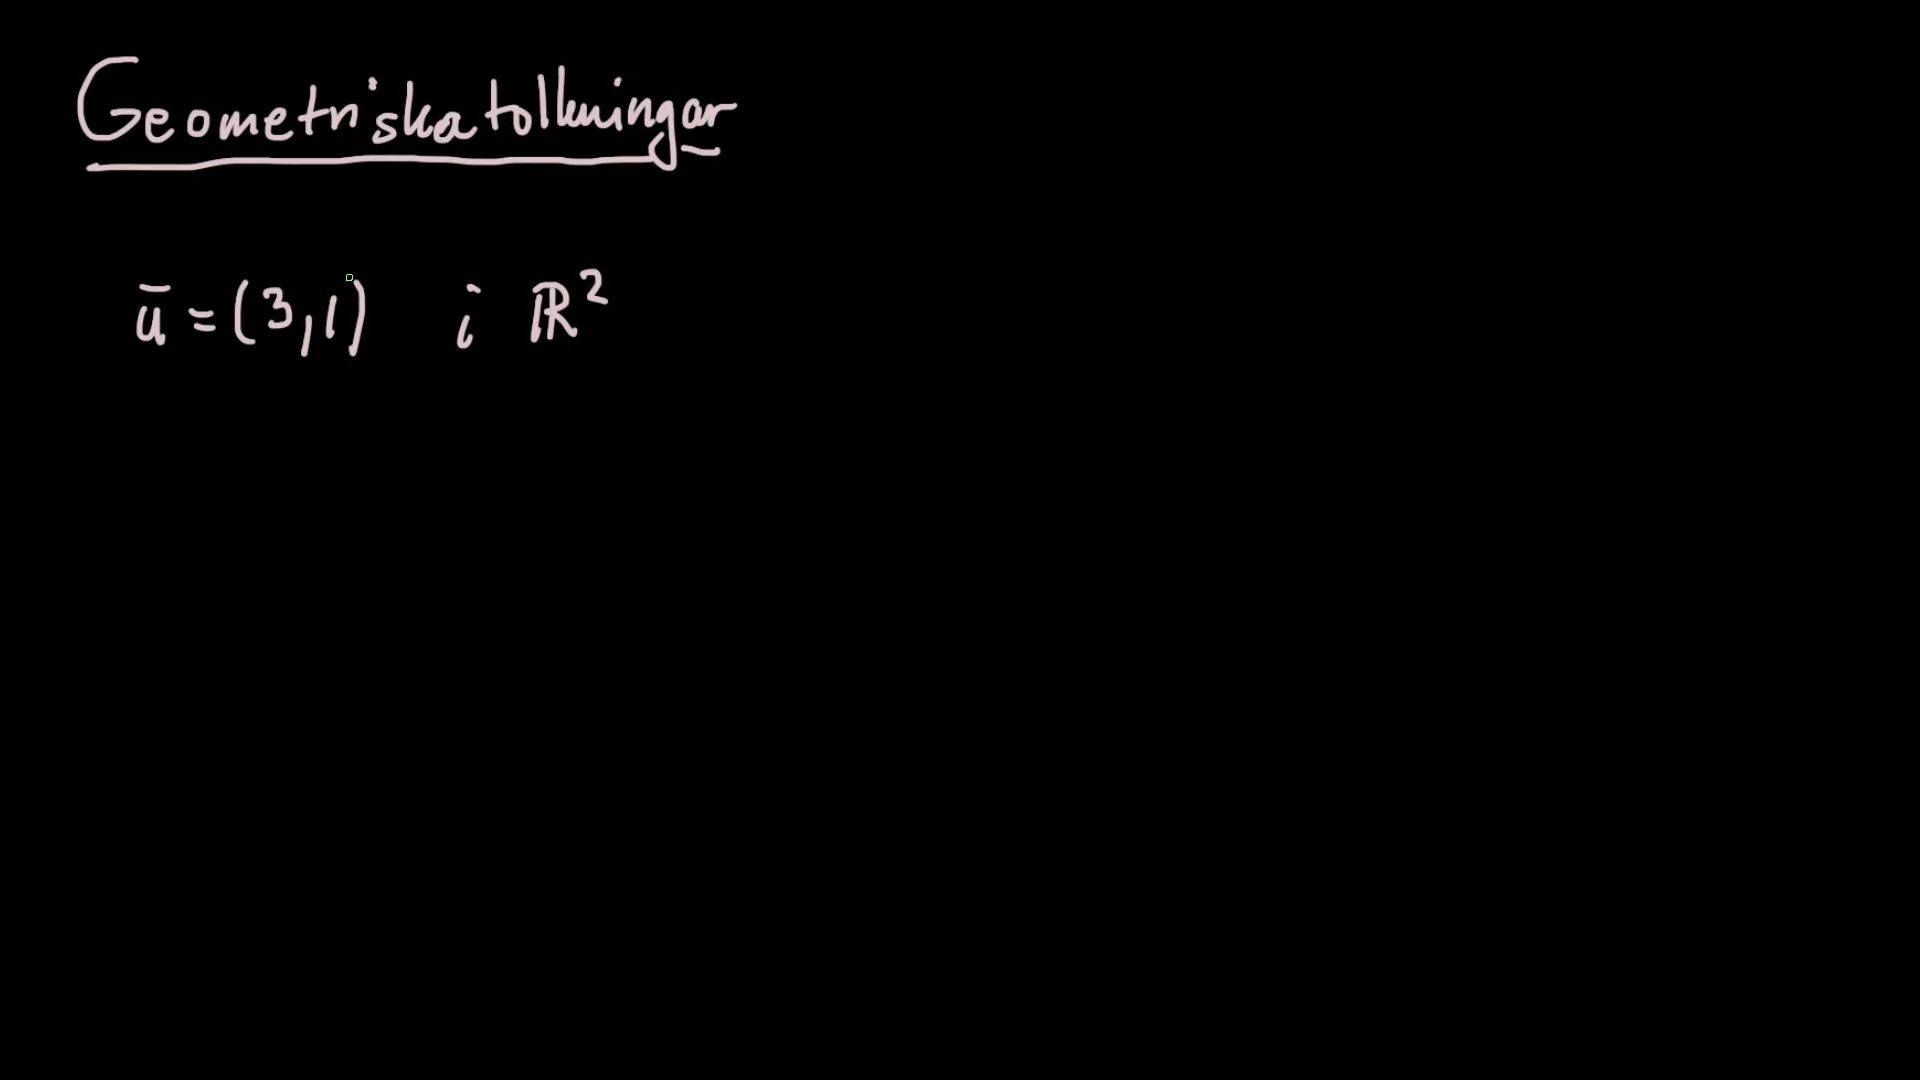 Geometriska tolkningar
ū = (3,1) i ℝ²